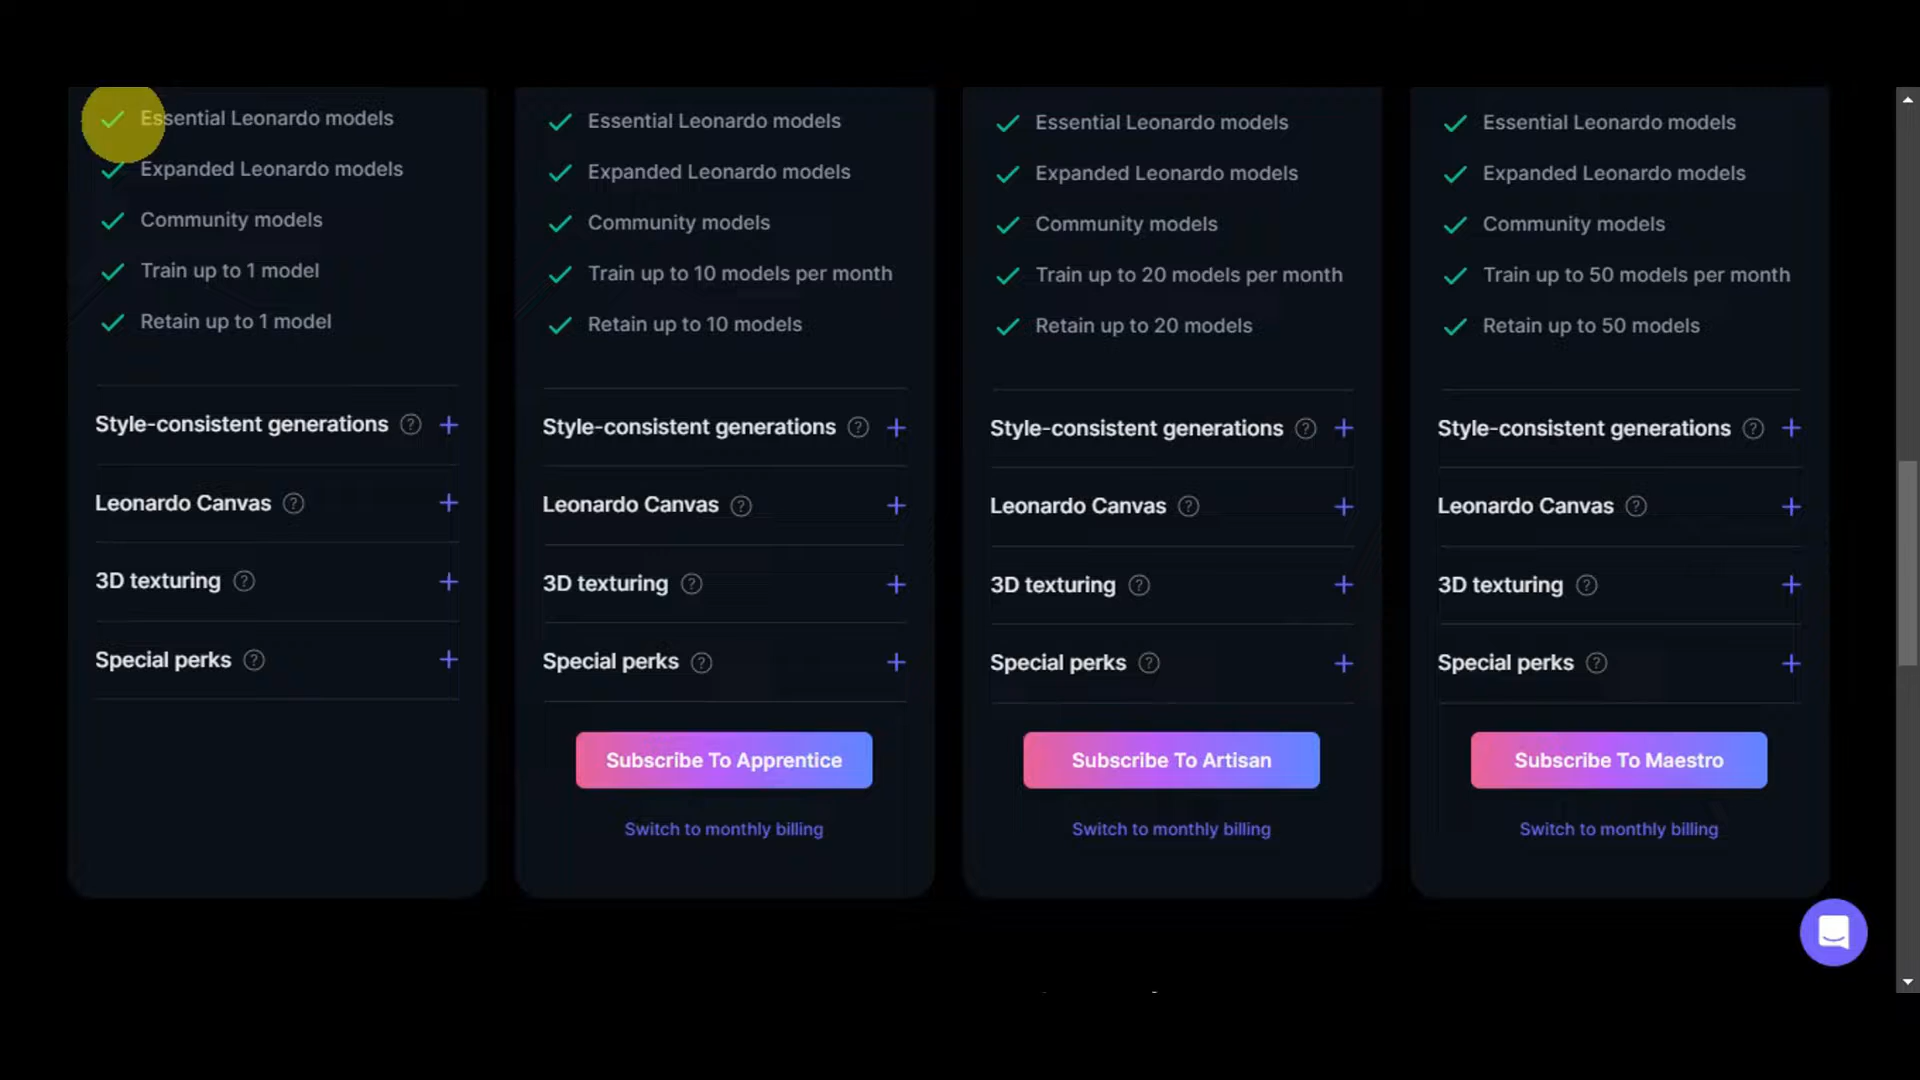 Essential Leonardo models
Expanded Leonardo models
Community models
Train up to 1 model
Retain up to 1 model
Style-consistent generations ?
Leonardo Canvas ?
3D texturing ?
Special perks ?
Essential Leonardo models
Expanded Leonardo models
Community models
Train up to 10 models per month
Retain up to 10 models
Style-consistent generations ?
Leonardo Canvas ?
3D texturing ?
Special perks ?
Subscribe To Apprentice
Switch to monthly billing
Essential Leonardo models
Expanded Leonardo models
Community models
Train up to 20 models per month
Retain up to 20 models
Style-consistent generations ?
Leonardo Canvas ?
3D texturing ?
Special perks ?
Subscribe To Artisan
Switch to monthly billing
Essential Leonardo models
Expanded Leonardo models
Community models
Train up to 50 models per month
Retain up to 50 models
Style-consistent generations ?
Leonardo Canvas ?
3D texturing ?
Special perks ?
Subscribe To Maestro
Switch to monthly billing